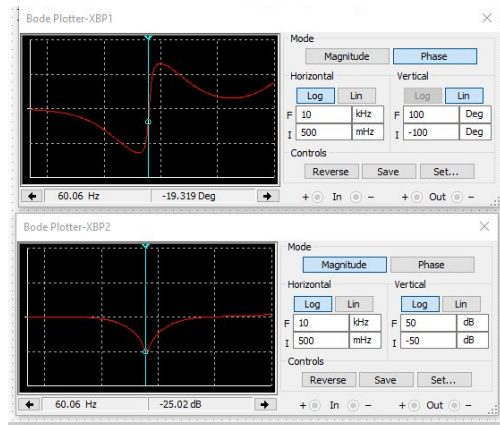 Bode Plotter-XBP1
Mode
Magnitude Phase
Horizontal Vertical
Log Lin Log Lin
F 10 kHz F 100 Deg
I 500 mHz I -100 Deg
Controls
Reverse Save Set...
60.06 Hz -19.319 Deg + In - + Out -
Bode Plotter-XBP2
Mode
Magnitude Phase
Horizontal Vertical
Log Lin Log Lin
F 10 kHz F 50 dB
I 500 mHz I -50 dB
Controls
Reverse Save Set...
60.06 Hz -25.02 dB + In - + Out -